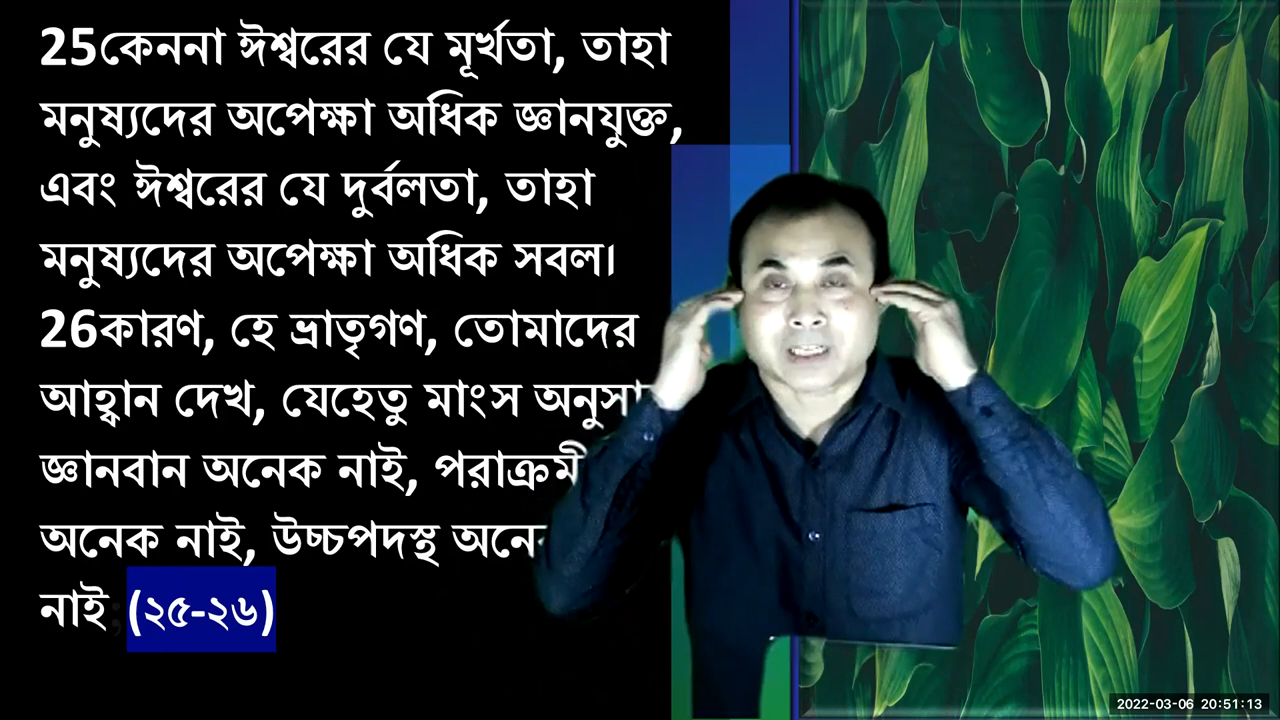 25কেননা ঈশ্বরের যে মূর্খতা, তাহা
মনুষ্যদের অপেক্ষা অধিক জ্ঞানযুক্ত,
এবং ঈশ্বরের যে দুর্বলতা, তাহা
মনুষ্যদের অপেক্ষা অধিক সবল।
26কারণ, হে ভ্রাতৃগণ, তোমাদের
আহ্বান দেখ, যেহেতু মাংস
জ্ঞানবান অনেক নাই, পরাক্রমী
অনেক নাই, উচ্চপদস্থ
নাই ; (২৫-২৬)
2022-03-06 20:51:13